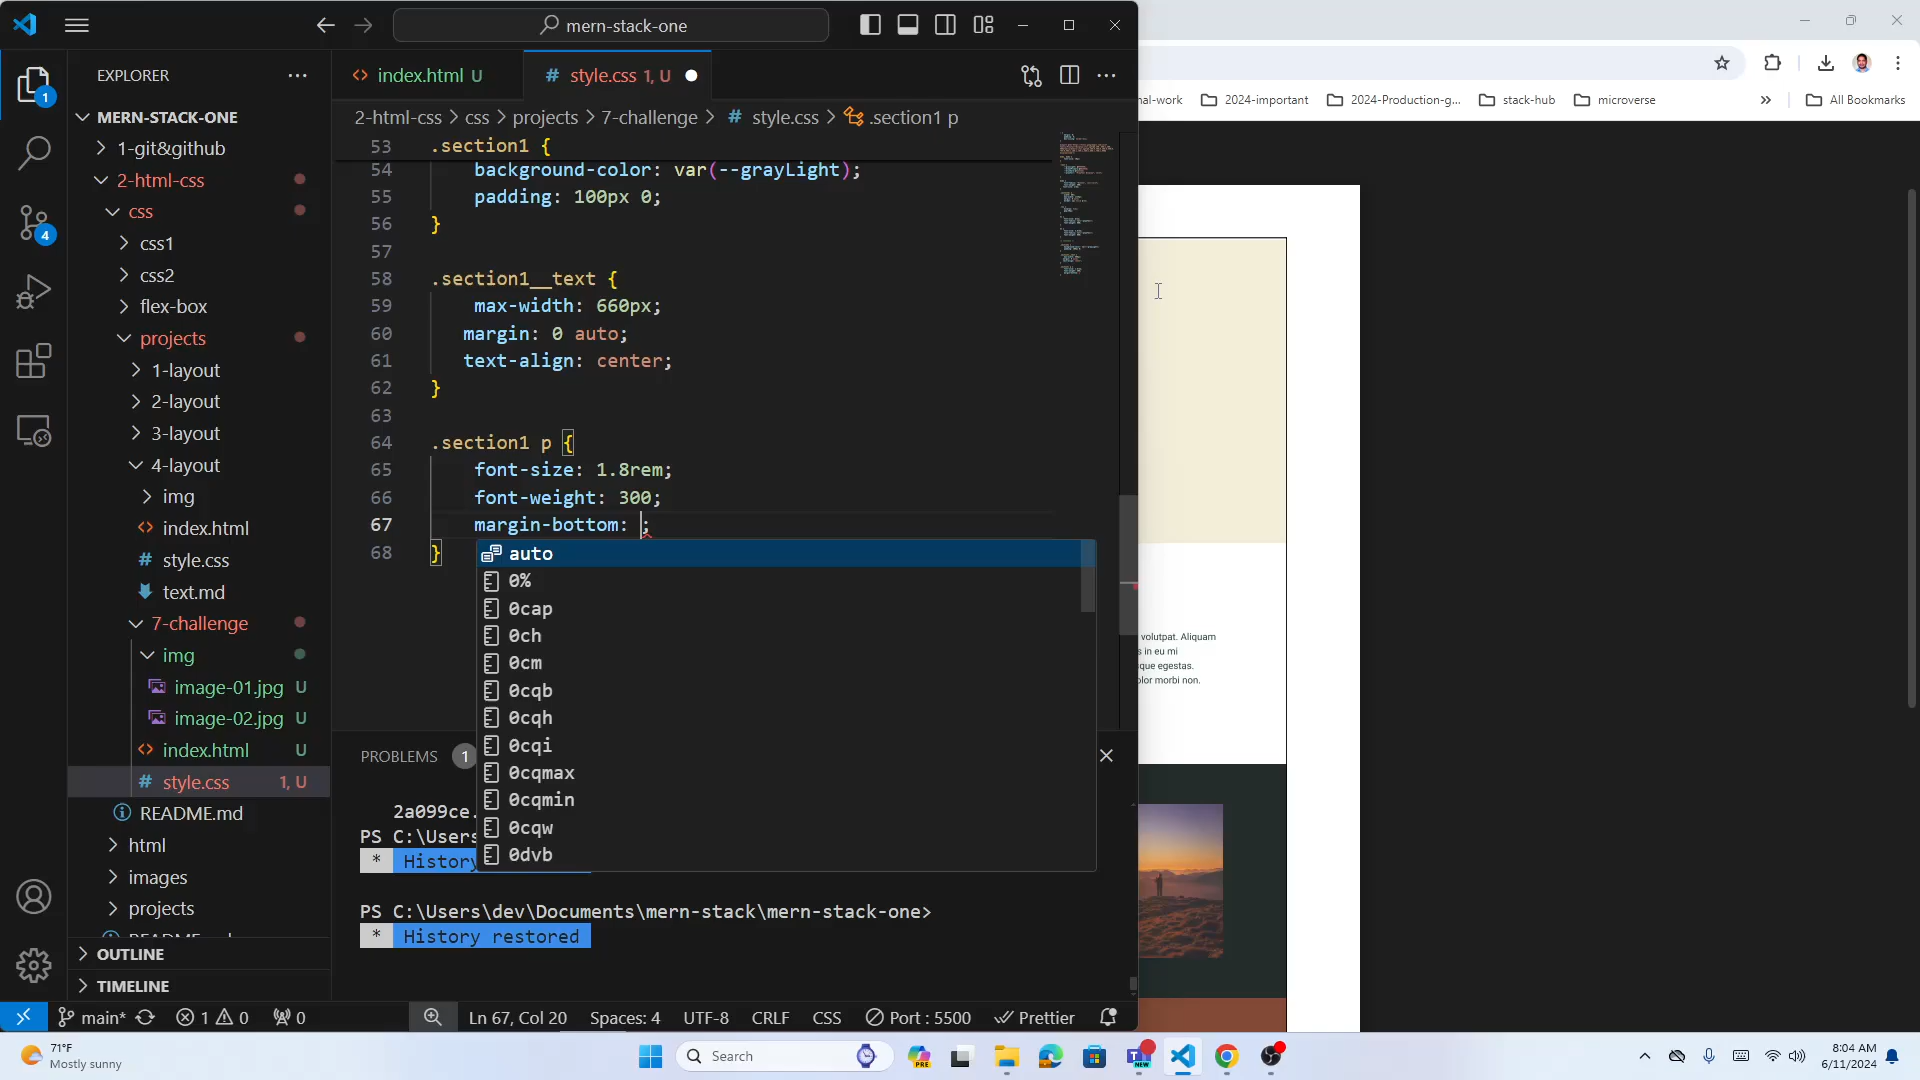 mern-stack-one
EXPLORER
index.html U
style.css 1, U
MERN-STACK-ONE
1-git&github
2-html-css
css
css1
css2
flex-box
projects
1-layout
2-layout
3-layout
4-layout
img
index.html
style.css
text.md
7-challenge
img
image-01.jpg U
image-02.jpg U
index.html U
style.css 1, U
README.md
html
images
projects
OUTLINE
TIMELINE
1
4
2-html-css > css > projects > 7-challenge > # style.css > .section1 p
53 .section1 {
54 background-color: var(--grayLight);
55 padding: 100px 0;
56 }
57
58 .section1__text {
59 max-width: 660px;
60 margin: 0 auto;
61 text-align: center;
62 }
63
64 .section1 p {
65 font-size: 1.8rem;
66 font-weight: 300;
67 margin-bottom: ;
68 }
auto
0%
0cap
0ch
0cm
0cqb
0cqh
0cqi
0cqmax
0cqmin
0cqw
0dvb
PROBLEMS 1
2a099ce.
PS C:\Users
* History
PS C:\Users\dev\Documents\mern-stack\mern-stack-one>
* History restored
main* 1 0 0
Ln 67, Col 20 Spaces: 4 UTF-8 CRLF CSS Port : 5500 Prettier
al-work 2024-important 2024-Production-g... stack-hub microverse » All Bookmarks
volutpat. Aliquam
s in eu mi
que egestas.
olor morbi non.
71°F
Mostly sunny
Search
PRE
NEW
8:04 AM
6/11/2024